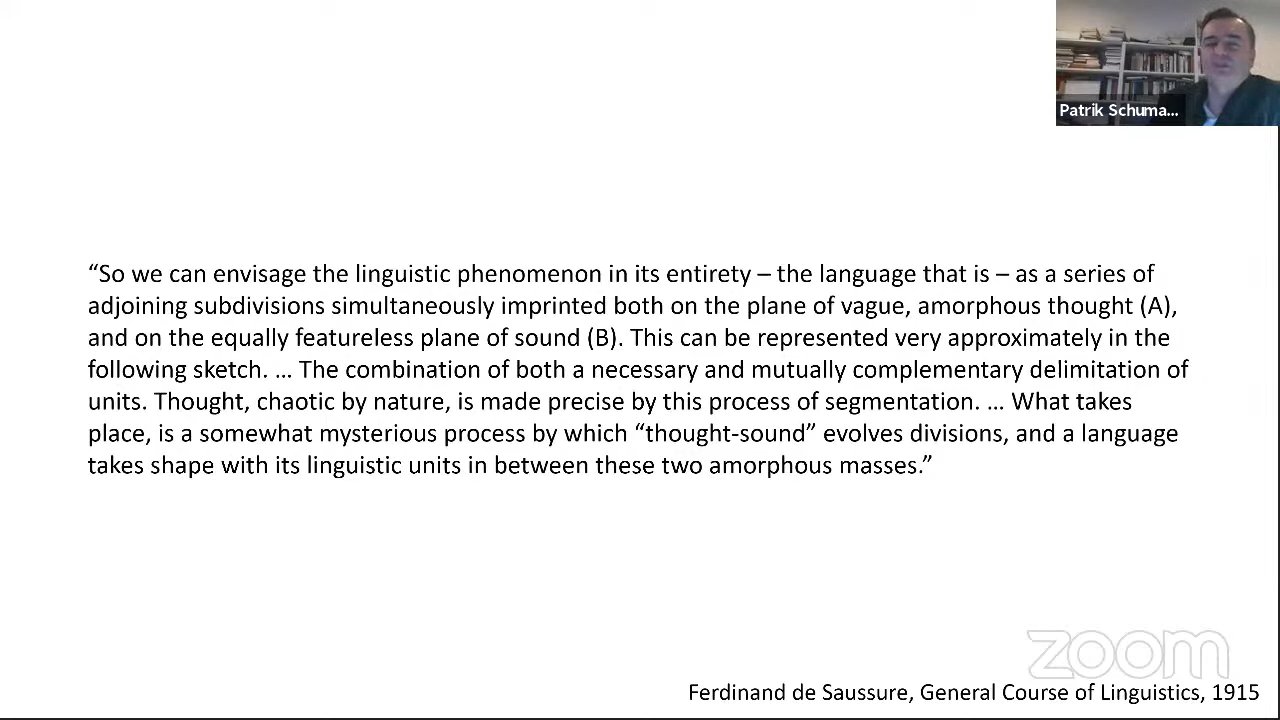 Patrik Schuma...
“So we can envisage the linguistic phenomenon in its entirety – the language that is – as a series of
adjoining subdivisions simultaneously imprinted both on the plane of vague, amorphous thought (A),
and on the equally featureless plane of sound (B). This can be represented very approximately in the
following sketch. … The combination of both a necessary and mutually complementary delimitation of
units. Thought, chaotic by nature, is made precise by this process of segmentation. … What takes
place, is a somewhat mysterious process by which “thought-sound” evolves divisions, and a language
takes shape with its linguistic units in between these two amorphous masses.”
zoom
Ferdinand de Saussure, General Course of Linguistics, 1915